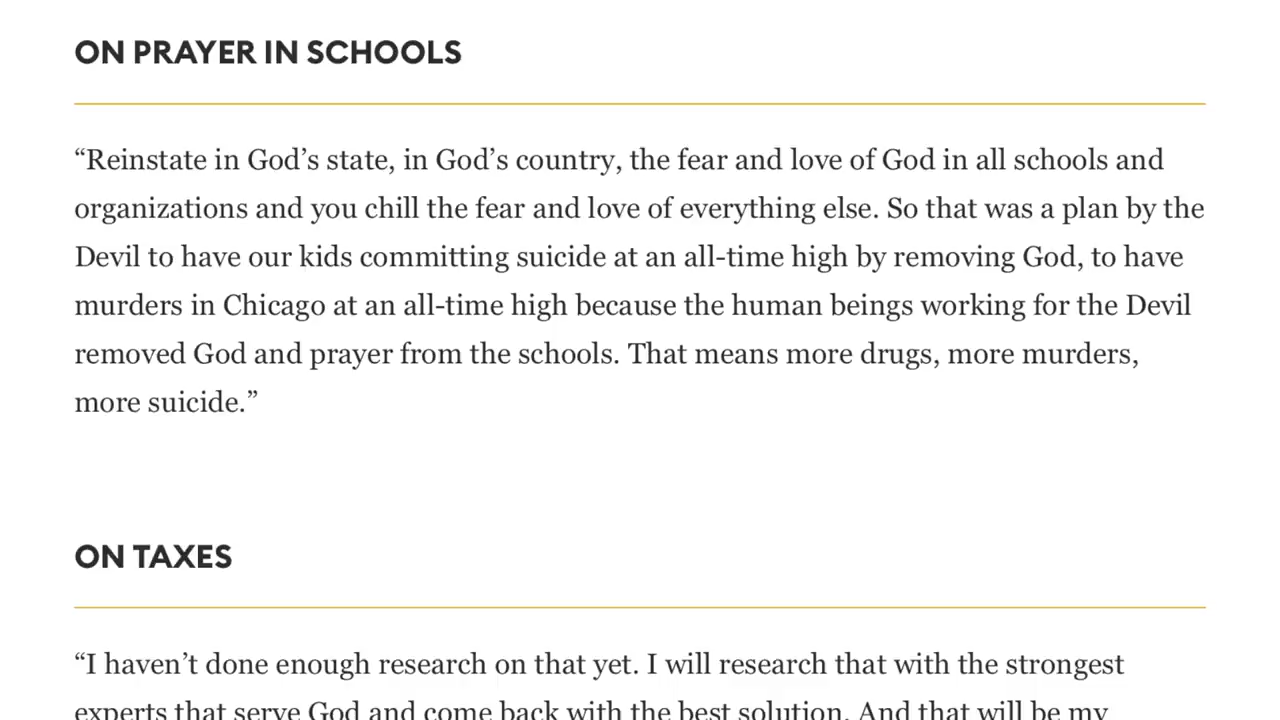 ON PRAYER IN SCHOOLS
“Reinstate in God’s state, in God’s country, the fear and love of God in all schools and
organizations and you chill the fear and love of everything else. So that was a plan by the
Devil to have our kids committing suicide at an all-time high by removing God, to have
murders in Chicago at an all-time high because the human beings working for the Devil
removed God and prayer from the schools. That means more drugs, more murders,
more suicide.”
ON TAXES
“I haven’t done enough research on that yet. I will research that with the strongest
experts that serve God and come back with the best solution. And that will be my